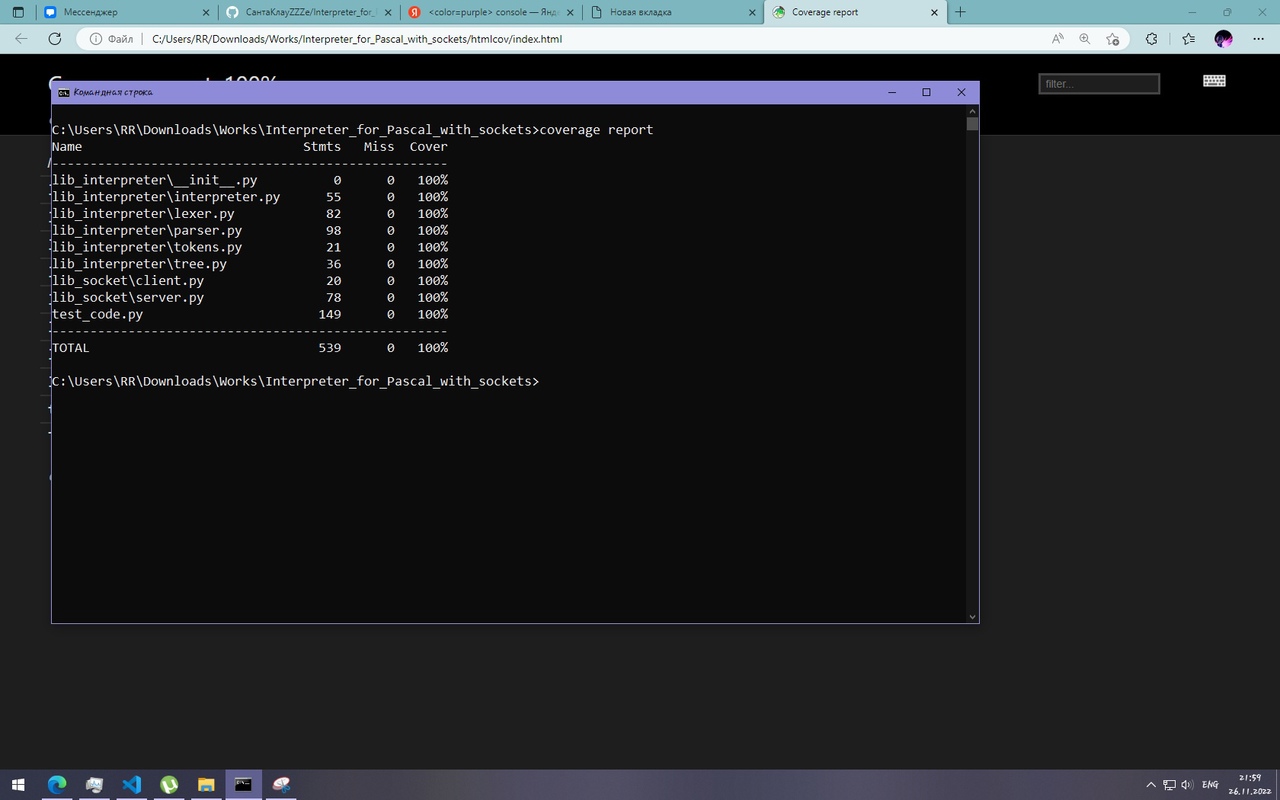 Мессенджер
СантаКлауZZZe/Interpreter_for_
<color=purple> console — Янд
Новая вкладка
Coverage report
Файл
C:/Users/RR/Downloads/Works/Interpreter_for_Pascal_with_sockets/htmlcov/index.html
100%
filter...
Командная строка
C:\Users\RR\Downloads\Works\Interpreter_for_Pascal_with_sockets>coverage report
Name Stmts Miss Cover
----------------------------------------------------
lib_interpreter\__init__.py 0 0 100%
lib_interpreter\interpreter.py 55 0 100%
lib_interpreter\lexer.py 82 0 100%
lib_interpreter\parser.py 98 0 100%
lib_interpreter\tokens.py 21 0 100%
lib_interpreter\tree.py 36 0 100%
lib_socket\client.py 20 0 100%
lib_socket\server.py 78 0 100%
test_code.py 149 0 100%
----------------------------------------------------
TOTAL 539 0 100%
C:\Users\RR\Downloads\Works\Interpreter_for_Pascal_with_sockets>
ENG
21:59
26.11.2022